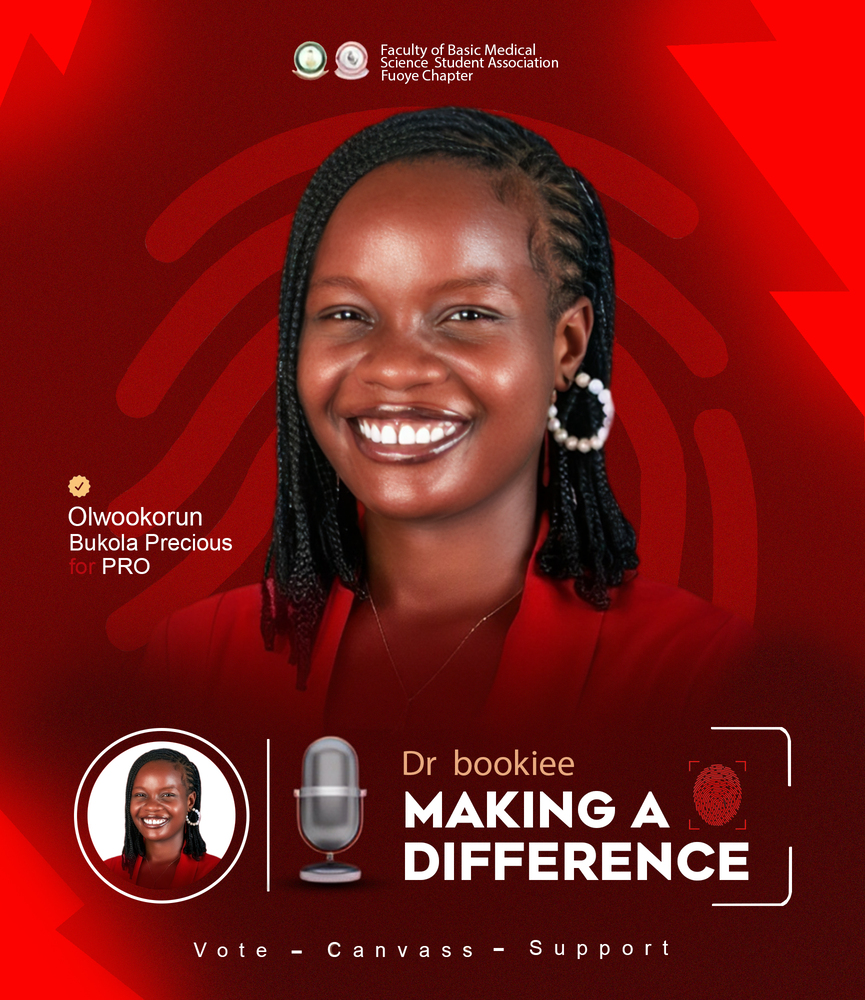 Faculty of Basic Medical
Science Student Association
Fuoye Chapter
Olwookorun
Bukola Precious
for PRO
Dr bookiee
MAKING A
DIFFERENCE
Vote – Canvass – Support